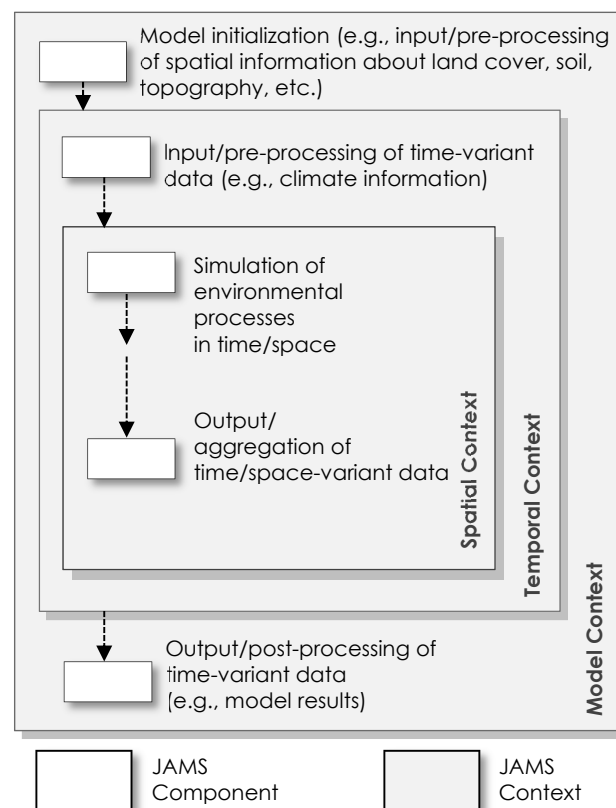 Model initialization (e.g., input/pre-processing
of spatial information about land cover, soil,
topography, etc.)
Input/pre-processing of time-variant
data (e.g., climate information)
Simulation of
environmental
processes
in time/space
Output/
aggregation of
time/space-variant data
Spatial Context
Temporal Context
Model Context
Output/post-processing of
time-variant data
(e.g., model results)
JAMS
Component
JAMS
Context